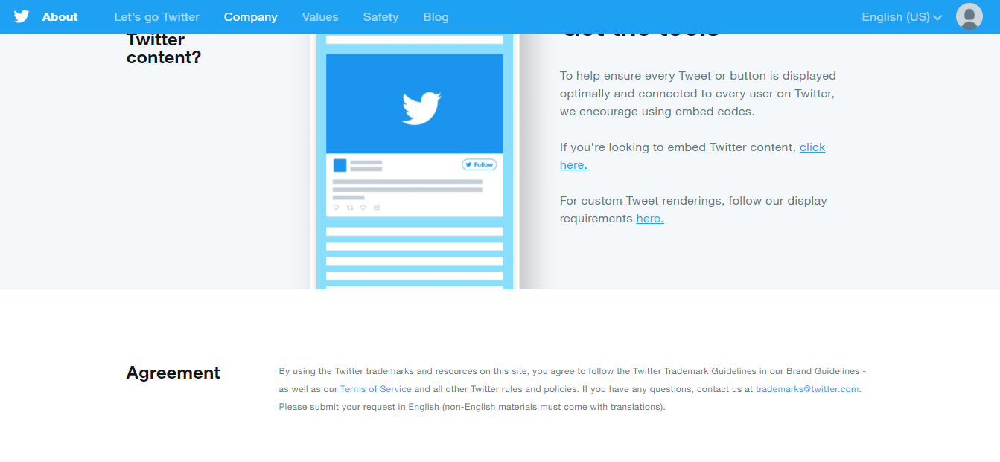 About
Let's go Twitter
Company
Values
Safety
Blog
English (US)
Twitter
content?
Get the tools
To help ensure every Tweet or button is displayed
optimally and connected to every user on Twitter,
we encourage using embed codes.
If you're looking to embed Twitter content, click
here.
For custom Tweet renderings, follow our display
requirements here.
Follow
Agreement
By using the Twitter trademarks and resources on this site, you agree to follow the Twitter Trademark Guidelines in our Brand Guidelines -
as well as our Terms of Service and all other Twitter rules and policies. If you have any questions, contact us at trademarks@twitter.com.
Please submit your request in English (non-English materials must come with translations).